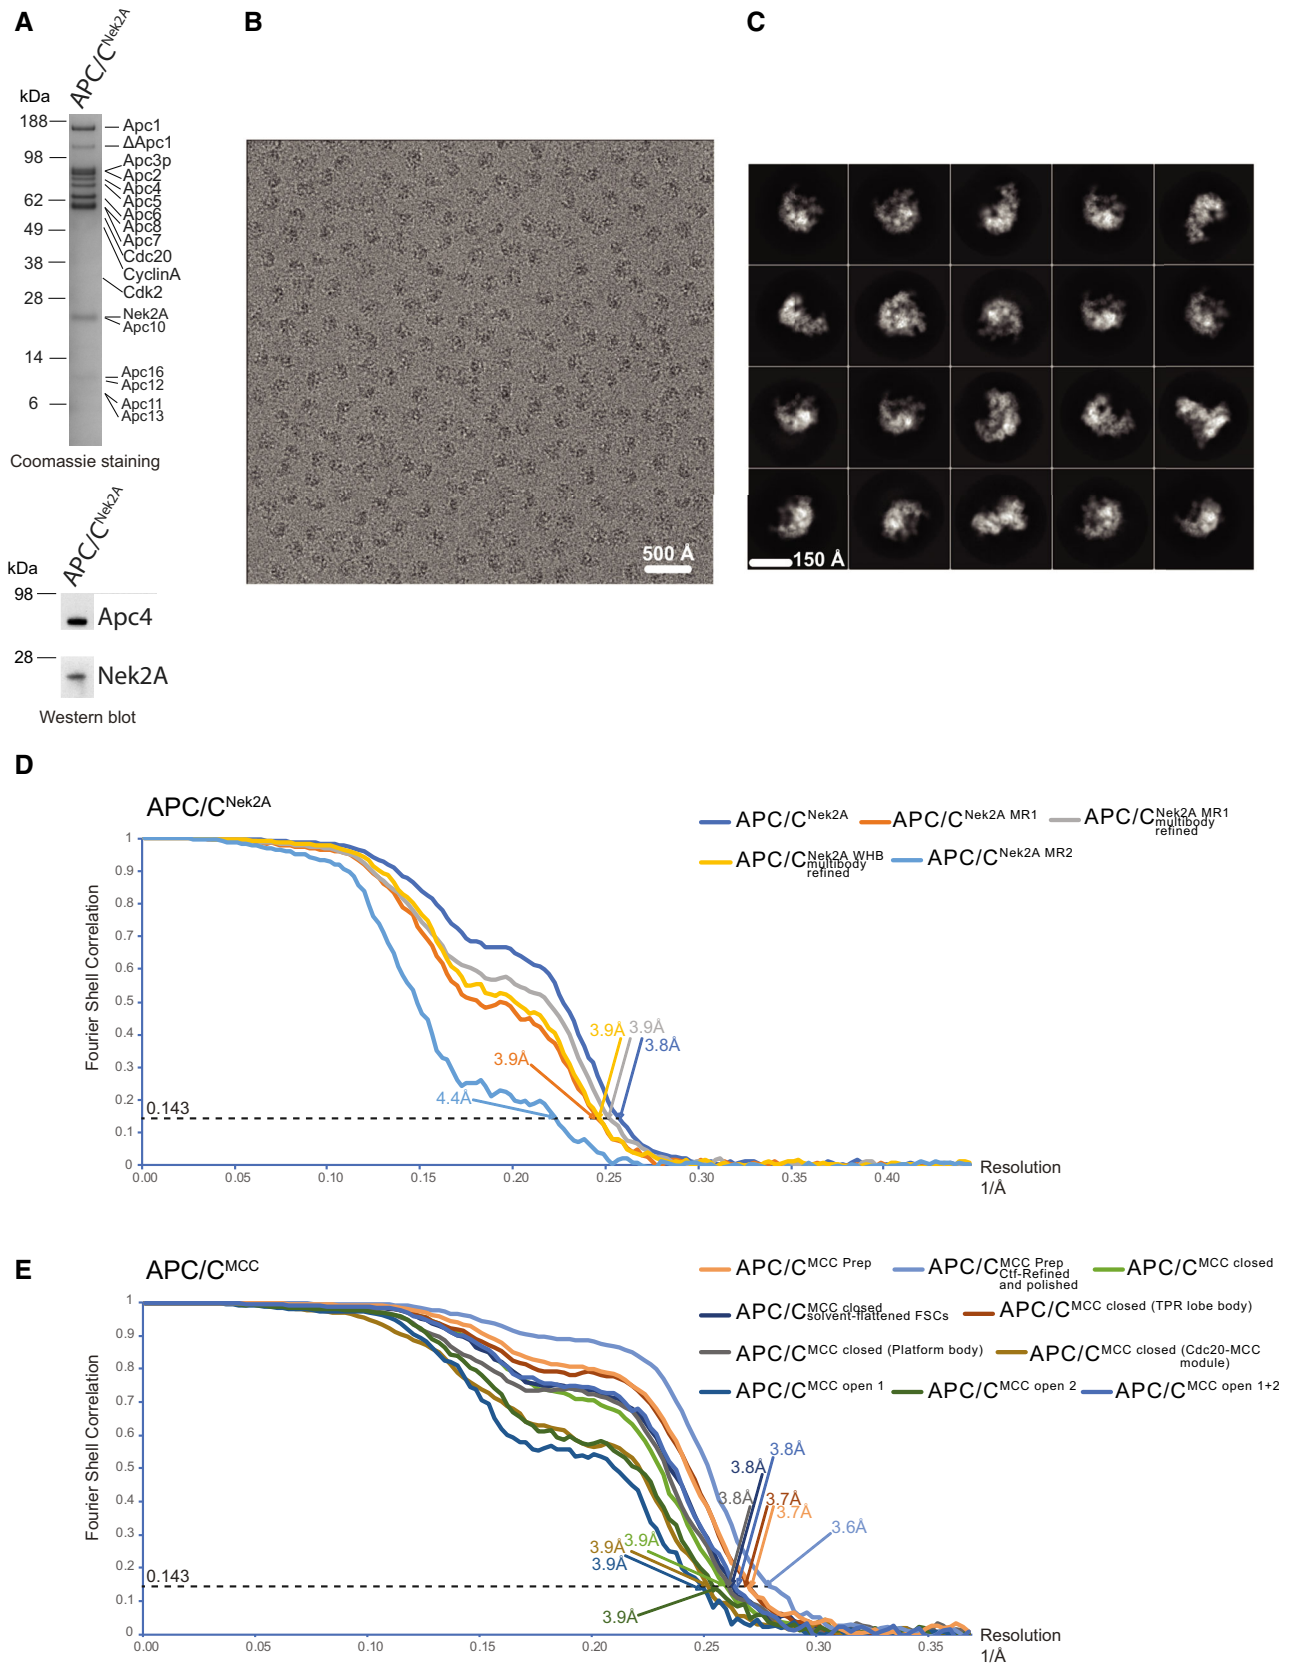 A
APC/C^Nek2A
kDa
188
98
62
49
38
28
14
6
Apc1
ΔApc1
Apc3p
Apc2
Apc4
Apc5
Apc6
Apc8
Apc7
Cdc20
CyclinA
Cdk2
Nek2A
Apc10
Apc16
Apc12
Apc11
Apc13
Coomassie staining
APC/C^Nek2A
kDa
98
Apc4
28
Nek2A
Western blot
B
500 Å
C
150 Å
D
APC/C^Nek2A
APC/C^Nek2A
APC/C^Nek2A MR1
APC/C^Nek2A MR1
multibody
refined
APC/C^Nek2A WHB
multibody
refined
APC/C^Nek2A MR2
Fourier Shell Correlation
1
0.9
0.8
0.7
0.6
0.5
0.4
0.3
0.2
0.1
0
0.143
3.9Å
3.9Å
3.8Å
3.9Å
4.4Å
0.00
0.05
0.10
0.15
0.20
0.25
0.30
0.35
0.40
Resolution
1/Å
E
APC/C^MCC
APC/C^MCC Prep
APC/C^MCC Prep
Ctf-Refined
and polished
APC/C^MCC closed
APC/C^MCC closed
solvent-flattened FSCs
APC/C^MCC closed (TPR lobe body)
APC/C^MCC closed (Platform body)
APC/C^MCC closed (Cdc20-MCC
module)
APC/C^MCC open 1
APC/C^MCC open 2
APC/C^MCC open 1+2
Fourier Shell Correlation
1
0.9
0.8
0.7
0.6
0.5
0.4
0.3
0.2
0.1
0
0.143
3.8Å
3.8Å
3.8Å
3.7Å
3.7Å
3.6Å
3.9Å
3.9Å
3.9Å
3.9Å
0.00
0.05
0.10
0.15
0.20
0.25
0.30
0.35
Resolution
1/Å